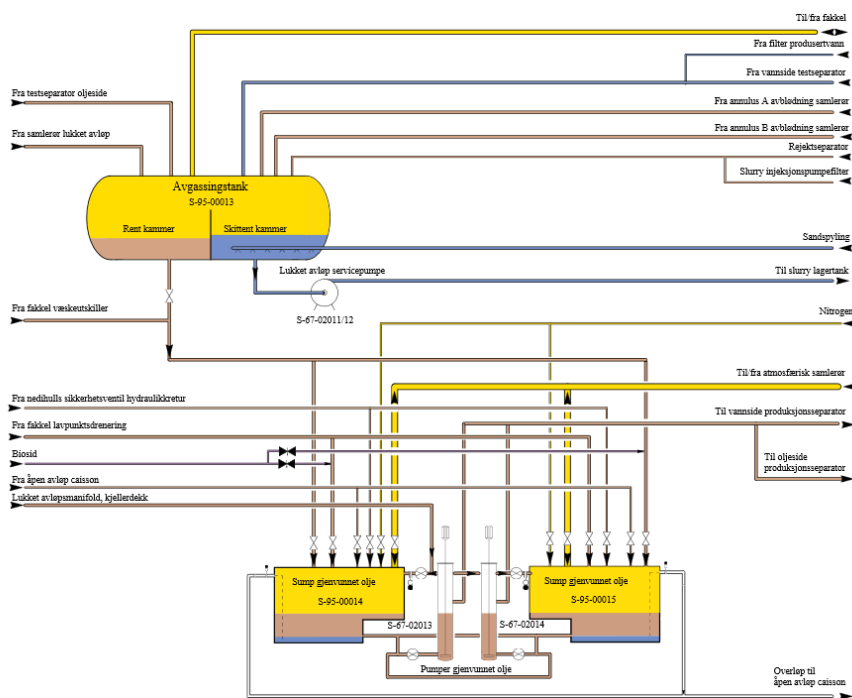 Til/fra fakkel
Fra filter produsertvann
Fra vannside testseparator
Fra testseparator oljeside
Fra annulus A avblødning samlerør
Fra annulus B avblødning samlerør
Fra samlerør lukket avløp
Rejektseparator
Slurry injeksjonspumpefilter
Avgassingstank
S-95-00013
Rent kammer
Skittent kammer
Sandspyling
Lukket avløp servicepumpe
Til slurry lagertank
S-67-02011/12
Fra fakkel væskeutskiller
Nitrogen
Til/fra atmosfærisk samlerør
Fra nedihulls sikkerhetsventil hydraulikkretur
Til vannside produksjonsseparator
Fra fakkel lavpunktsdrenering
Biosid
Til oljeside
produksjonsseparator
Fra åpen avløp caisson
Lukket avløpsmanifold, kjellerdekk
Sump gjenvunnet olje
S-95-00014
Sump gjenvunnet olje
S-95-00015
S-67-02013
S-67-02014
Pumper gjenvunnet olje
Overløp til
åpen avløp caisson